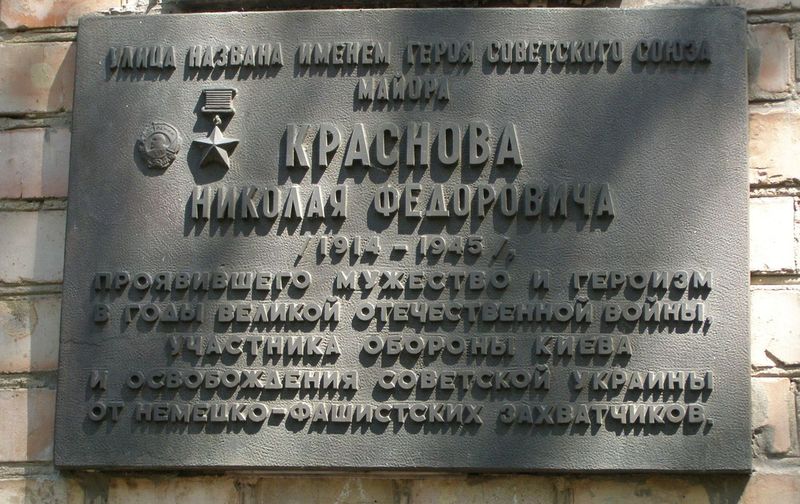 УЛИЦА НАЗВАНА ИМЕНЕМ ГЕРОЯ СОВЕТСКОГО СОЮЗА
МАЙОРА
КРАСНОВА
НИКОЛАЯ ФЕДОРОВИЧА
/1914 - 1945/,
ПРОЯВИВШЕГО МУЖЕСТВО И ГЕРОИЗМ
В ГОДЫ ВЕЛИКОЙ ОТЕЧЕСТВЕННОЙ ВОЙНЫ,
УЧАСТНИКА ОБОРОНЫ КИЕВА
И ОСВОБОЖДЕНИЯ СОВЕТСКОЙ УКРАИНЫ
ОТ НЕМЕЦКО-ФАШИСТСКИХ ЗАХВАТЧИКОВ.